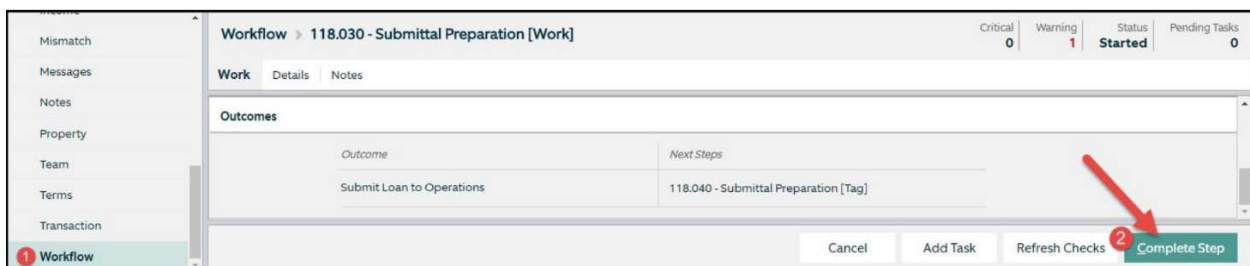 Mismatch
Messages
Notes
Property
Team
Terms
Transaction
1 Workflow
Workflow > 118.030 - Submittal Preparation [Work]
Critical 0
Warning 1
Status Started
Pending Tasks 0
Work Details Notes
Outcomes
Outcome Next Steps
Submit Loan to Operations 118.040 - Submittal Preparation [Tag]
Cancel Add Task Refresh Checks 2 Complete Step